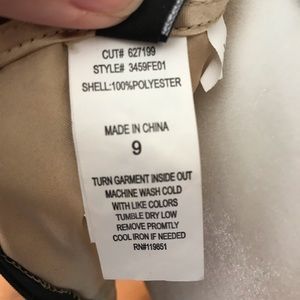 CUT# 627199
STYLE# 3459FE01
SHELL:100%POLYESTER
MADE IN CHINA
9
TURN GARMENT INSIDE OUT
MACHINE WASH COLD
WITH LIKE COLORS
TUMBLE DRY LOW
REMOVE PROMTLY
COOL IRON IF NEEDED
RN#119851